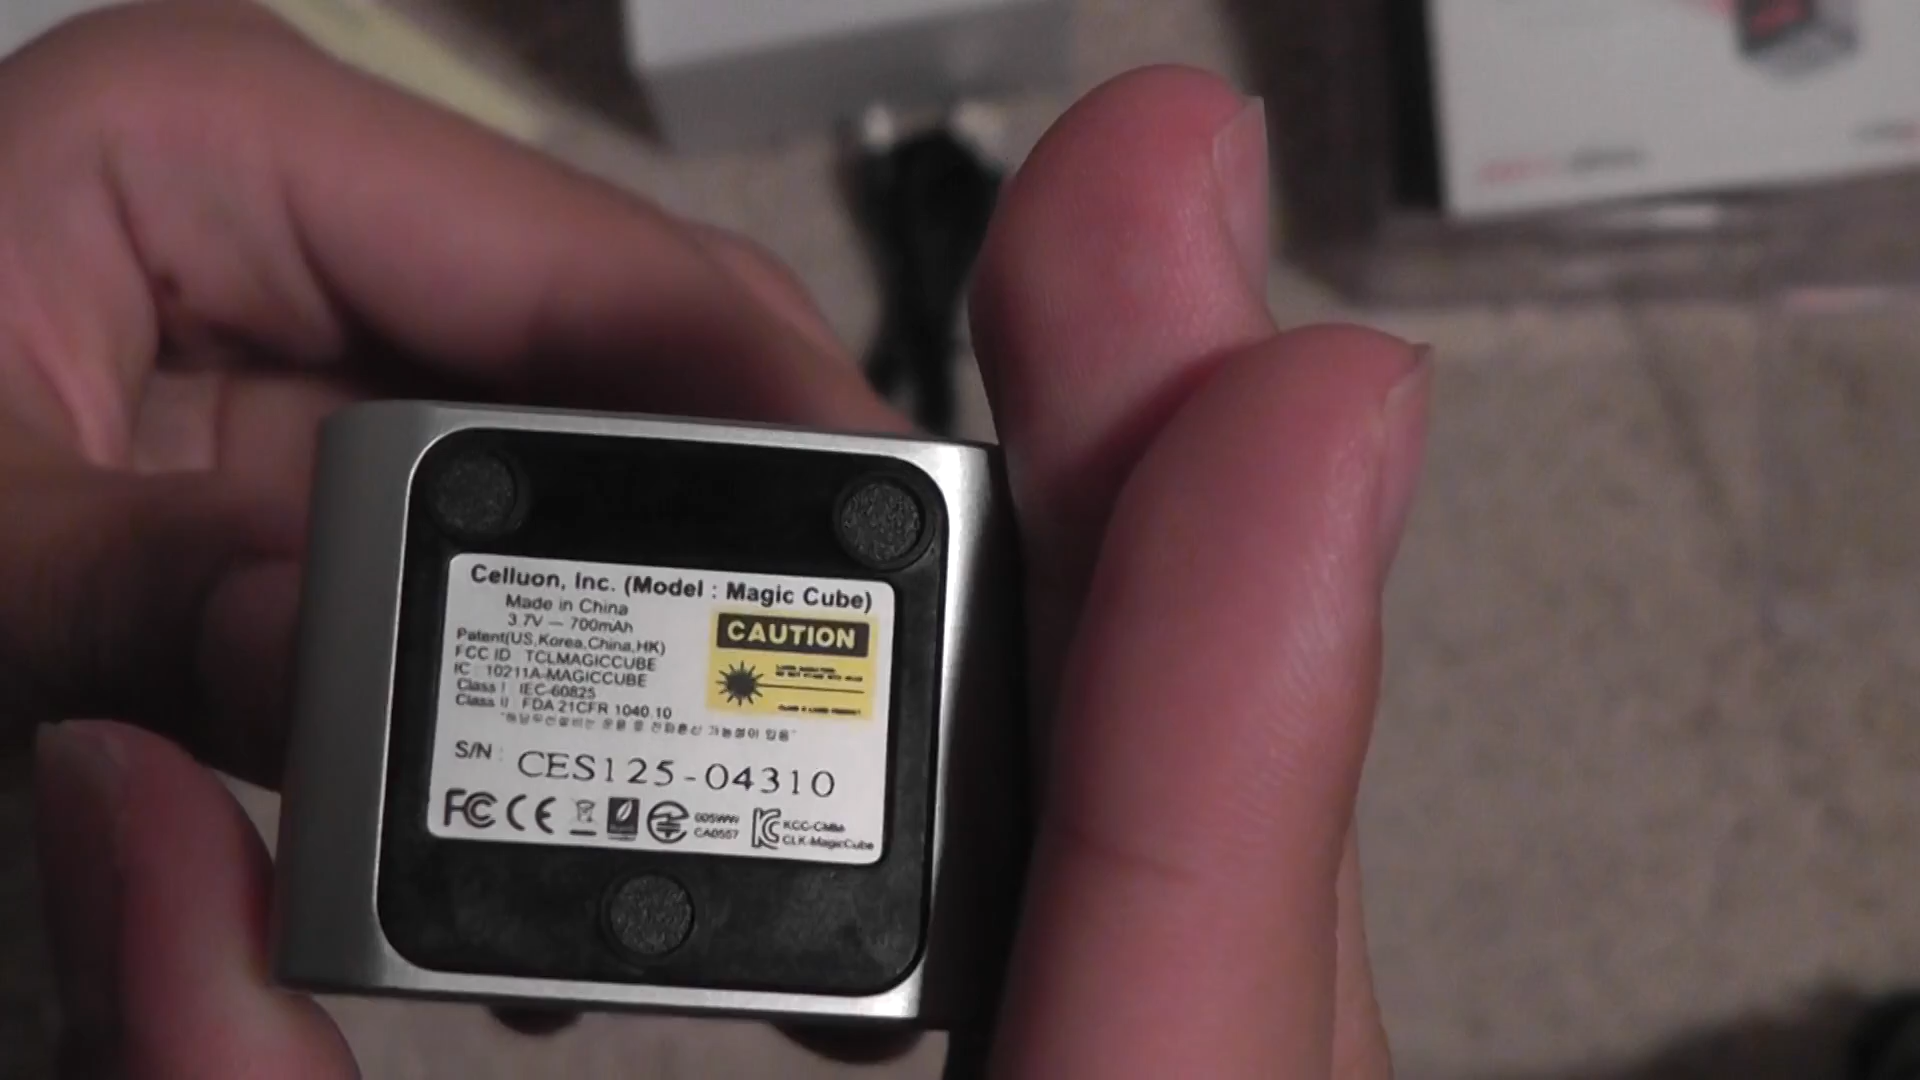 Celluon, Inc. (Model : Magic Cube)
Made in China
3.7V — 700mAh
Patent(US,Korea,China,HK)
FCC ID : TCLMAGICCUBE
IC : 10211A-MAGICCUBE
Class I : IEC-60825
Class II : FDA 21CFR 1040.10
CAUTION
S/N : CES125-04310
FC CE
CA0557
KCC-CMM-
CLK-MagicCube